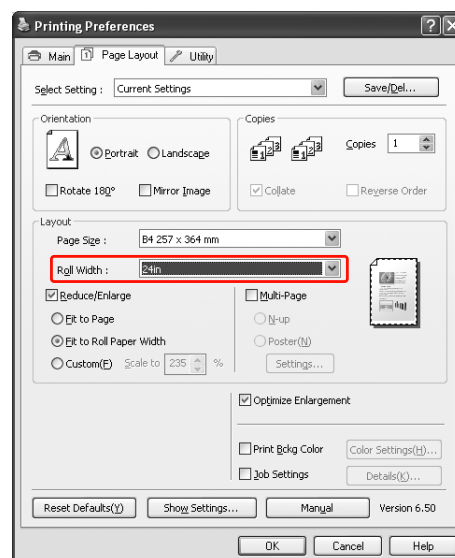 Printing Preferences
Main Page Layout Utility
Select Setting : Current Settings Save/Del...
Orientation
Portrait Landscape
Rotate 180° Mirror Image
Copies
Copies 1
Collate Reverse Order
Layout
Page Size : B4 257 x 364 mm
Roll Width : 24in
Reduce/Enlarge
Fit to Page
Fit to Roll Paper Width
Custom(E) Scale to 235 %
Multi-Page
N-up
Poster(N)
Settings...
Optimize Enlargement
Print Bckg Color Color Settings(H)...
Job Settings Details(K)...
Reset Defaults(Y) Show Settings... Manual Version 6.50
OK Cancel Help